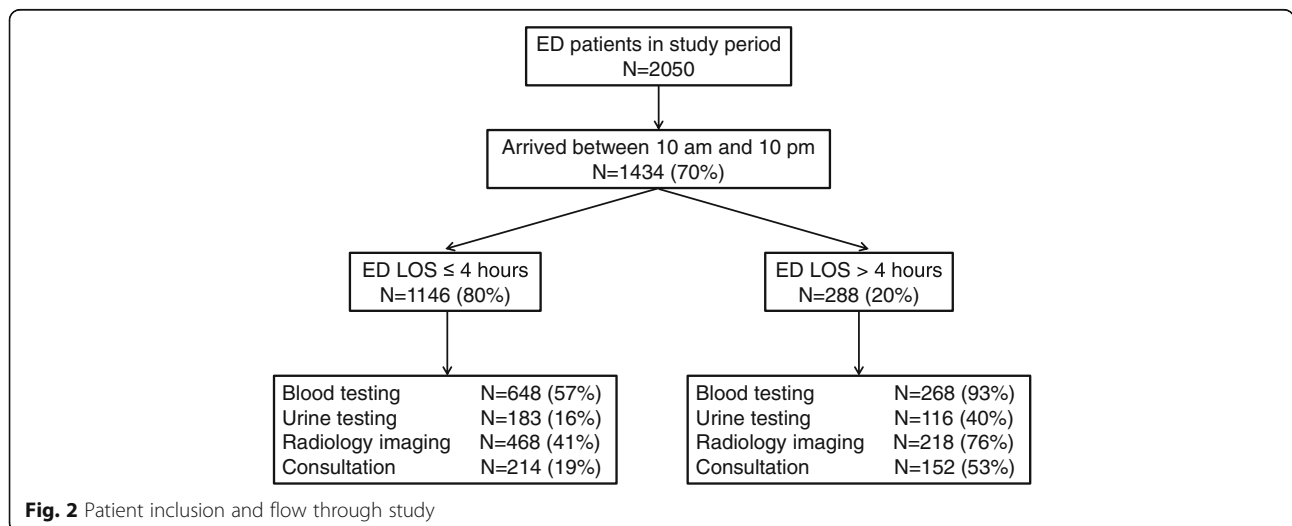 ED patients in study period
N=2050
Arrived between 10 am and 10 pm
N=1434 (70%)
ED LOS ≤ 4 hours
N=1146 (80%)
ED LOS > 4 hours
N=288 (20%)
Blood testing N=648 (57%)
Urine testing N=183 (16%)
Radiology imaging N=468 (41%)
Consultation N=214 (19%)
Blood testing N=268 (93%)
Urine testing N=116 (40%)
Radiology imaging N=218 (76%)
Consultation N=152 (53%)
Fig. 2 Patient inclusion and flow through study